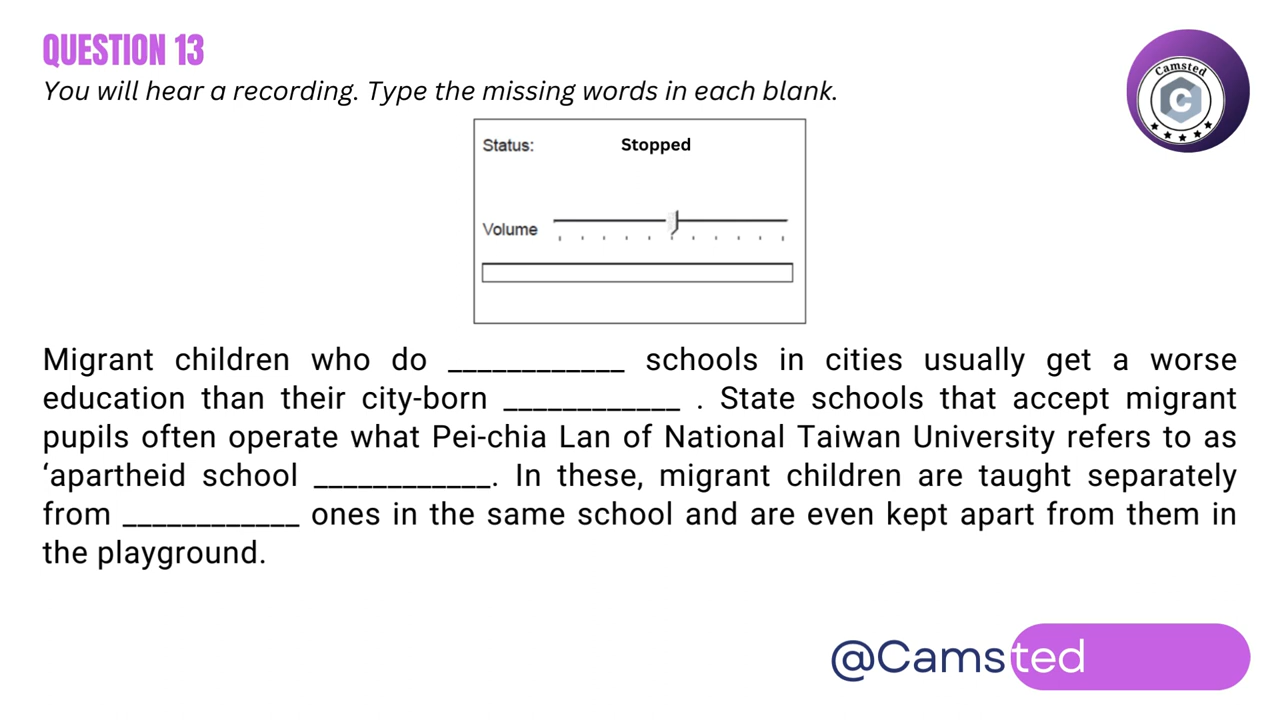 QUESTION 13
You will hear a recording. Type the missing words in each blank.
Camsted
C
Status: Stopped
Volume
Migrant children who do ____________ schools in cities usually get a worse
education than their city-born ____________ . State schools that accept migrant
pupils often operate what Pei-chia Lan of National Taiwan University refers to as
‘apartheid school ____________. In these, migrant children are taught separately
from ____________ ones in the same school and are even kept apart from them in
the playground.
@Camsted